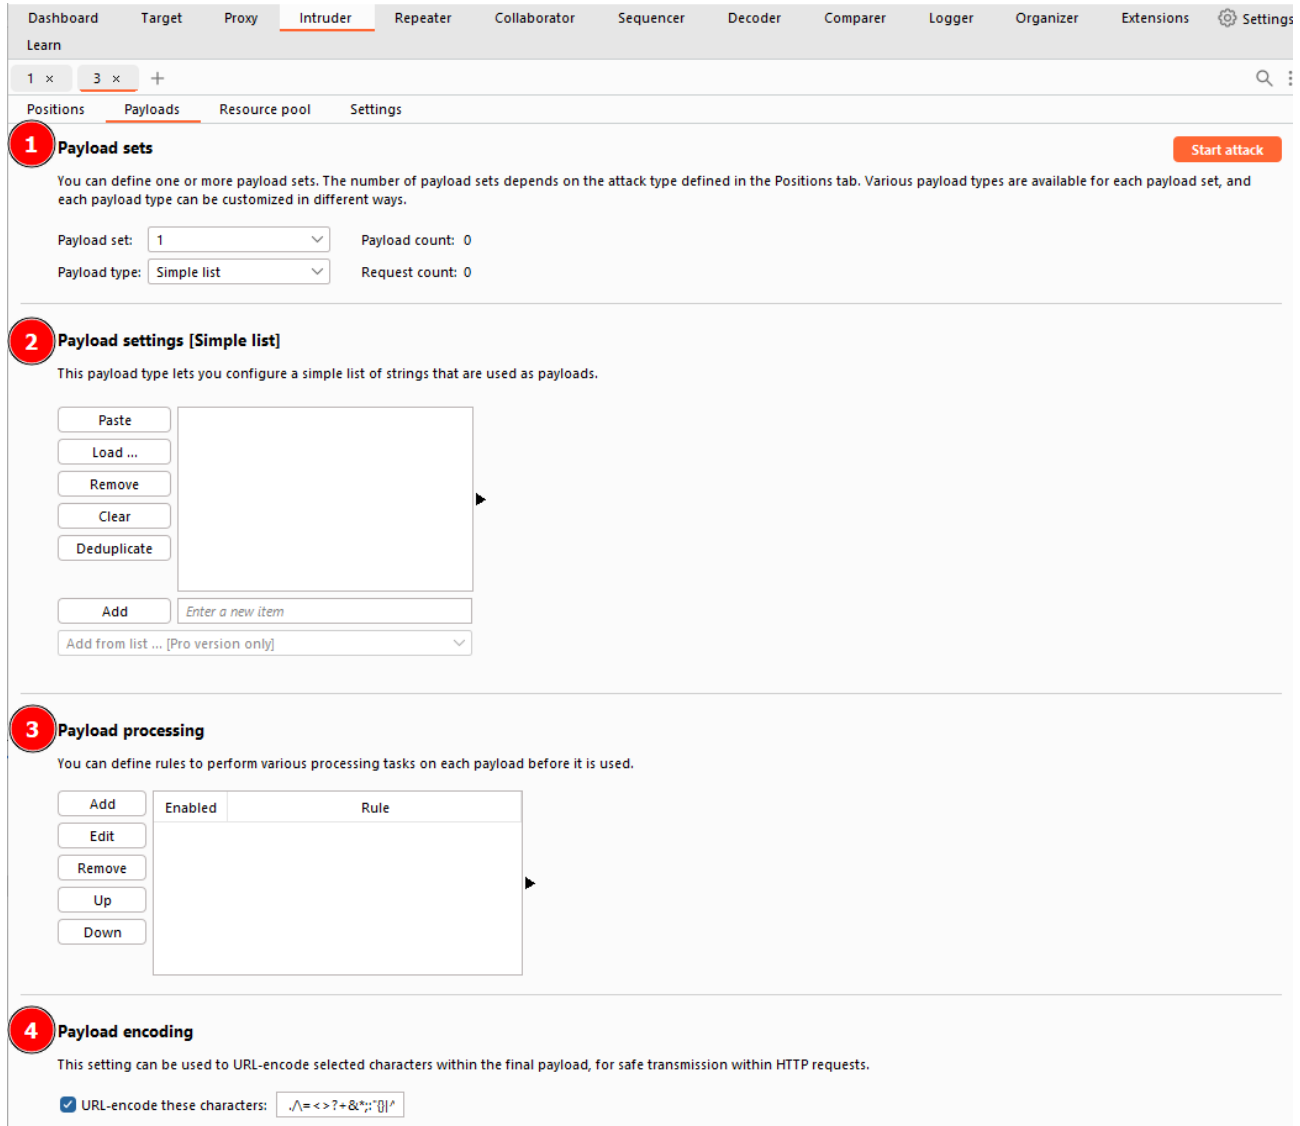 Dashboard Target Proxy Intruder Repeater Collaborator Sequencer Decoder Comparer Logger Organizer Extensions Settings
Learn
1 × 3 × +
Positions Payloads Resource pool Settings
1 Payload sets Start attack
You can define one or more payload sets. The number of payload sets depends on the attack type defined in the Positions tab. Various payload types are available for each payload set, and
each payload type can be customized in different ways.
Payload set: 1 Payload count: 0
Payload type: Simple list Request count: 0
2 Payload settings [Simple list]
This payload type lets you configure a simple list of strings that are used as payloads.
Paste
Load ...
Remove
Clear
Deduplicate
Add Enter a new item
Add from list ... [Pro version only]
3 Payload processing
You can define rules to perform various processing tasks on each payload before it is used.
Add Enabled Rule
Edit
Remove
Up
Down
4 Payload encoding
This setting can be used to URL-encode selected characters within the final payload, for safe transmission within HTTP requests.
URL-encode these characters: ./\=<>?+&*;:"{}|^